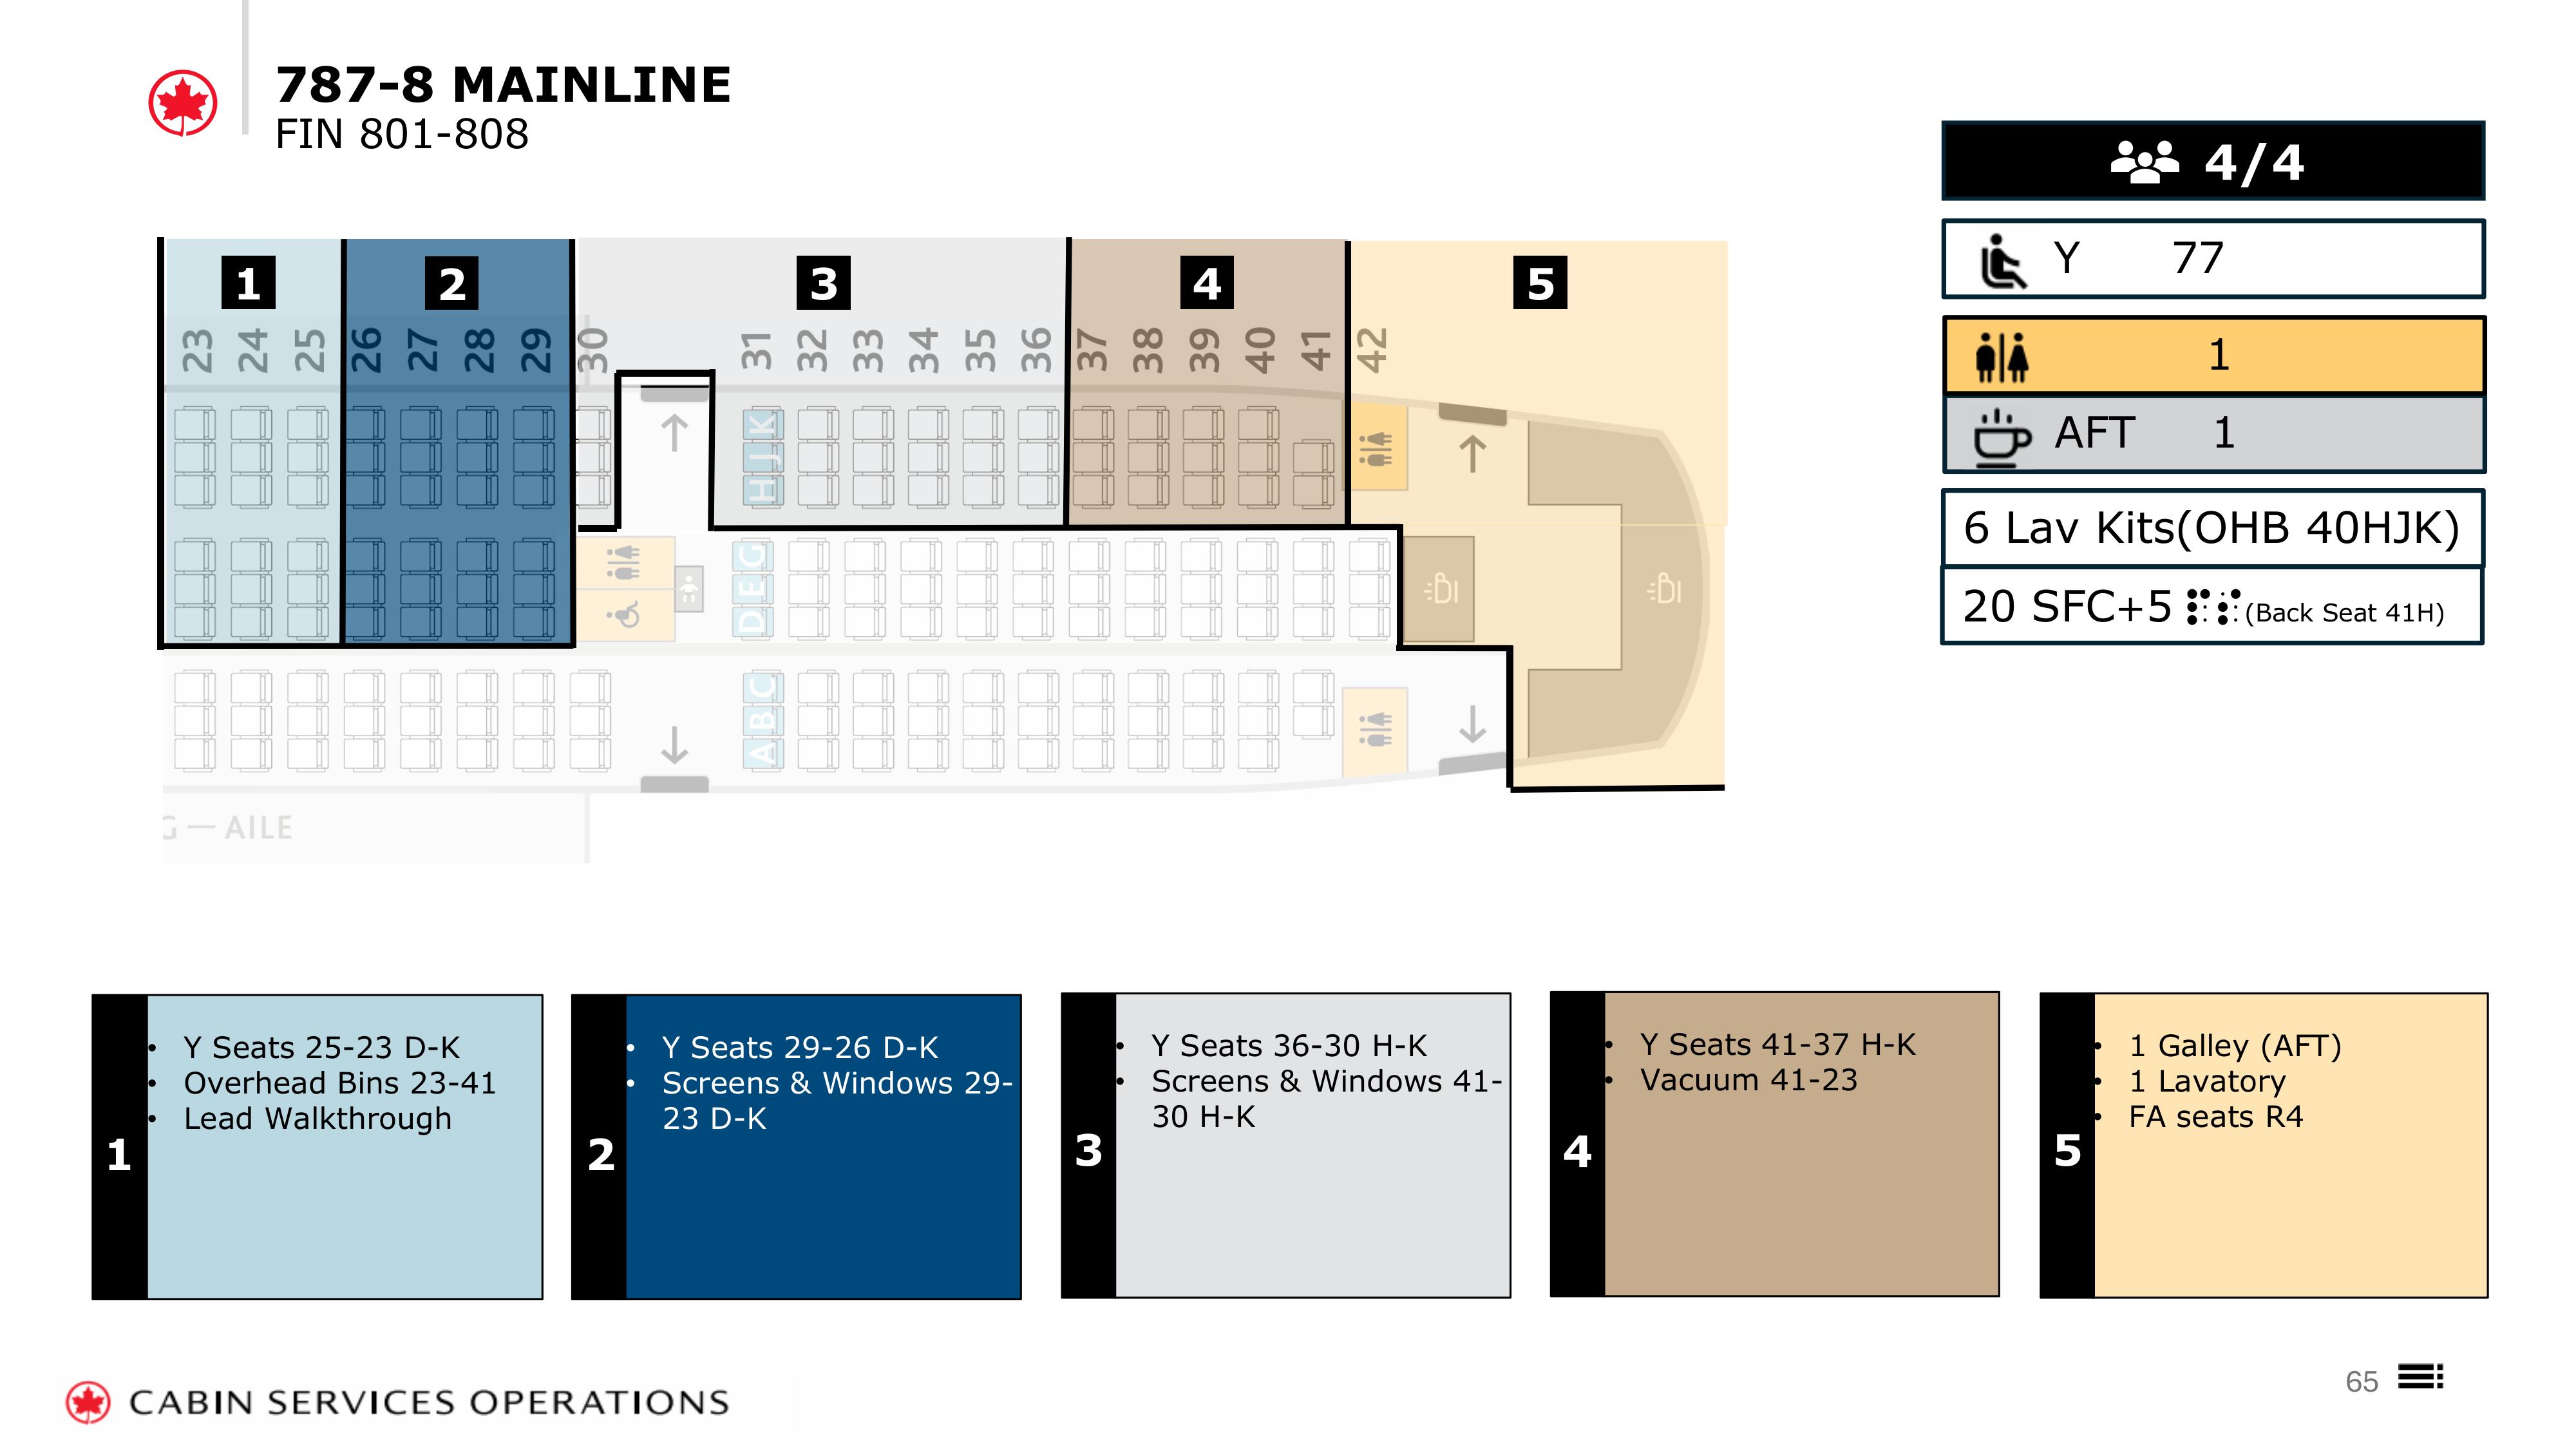 787-8 MAINLINE
FIN 801-808
4/4
Y 77
1
AFT 1
6 Lav Kits(OHB 40HJK)
20 SFC+5 (Back Seat 41H)
1 2 3 4 5
23 24 25 26 27 28 29 30 31 32 33 34 35 36 37 38 39 40 41 42
K
J
H
G
E
D
C
B
A
G — AILE
1
• Y Seats 25-23 D-K
• Overhead Bins 23-41
• Lead Walkthrough
2
• Y Seats 29-26 D-K
• Screens & Windows 29-
23 D-K
3
• Y Seats 36-30 H-K
• Screens & Windows 41-
30 H-K
4
• Y Seats 41-37 H-K
• Vacuum 41-23
5
• 1 Galley (AFT)
• 1 Lavatory
• FA seats R4
CABIN SERVICES OPERATIONS
65